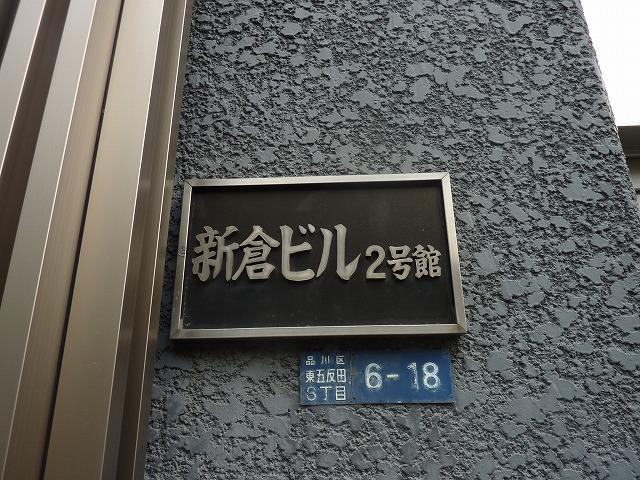 新倉ビル 2号館
品川区
東五反田
3丁目
6-18